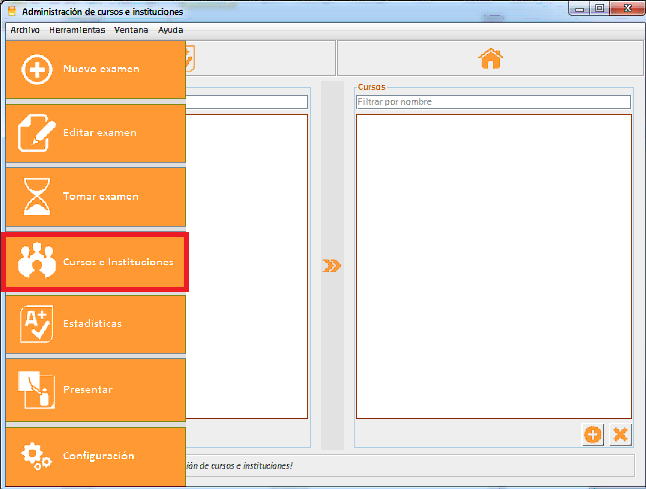 Administración de cursos e instituciones
Archivo Herramientas Ventana Ayuda
Nuevo examen
Editar examen
Tomar examen
Cursos e Instituciones
A+
Estadísticas
Presentar
Configuración
Cursos
Filtrar por nombre
ión de cursos e instituciones!